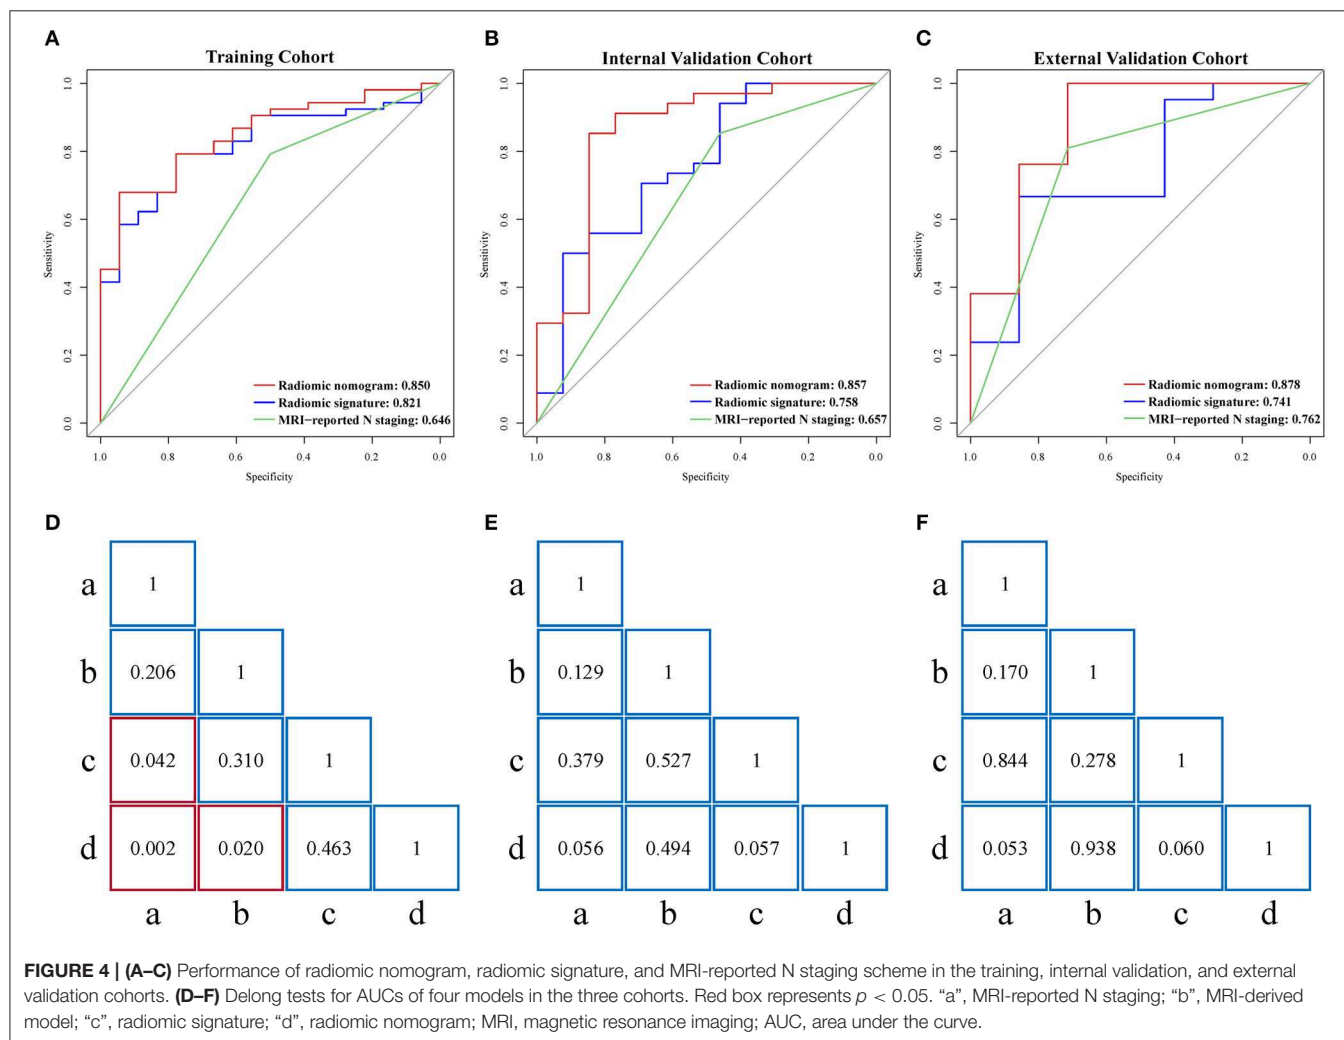 A
Training Cohort
Sensitivity
0.0 0.2 0.4 0.6 0.8 1.0
Radiomic nomogram: 0.850
Radiomic signature: 0.821
MRI−reported N staging: 0.646
1.0 0.8 0.6 0.4 0.2 0.0
Specificity
B
Internal Validation Cohort
Sensitivity
0.0 0.2 0.4 0.6 0.8 1.0
Radiomic nomogram: 0.857
Radiomic signature: 0.758
MRI−reported N staging: 0.657
1.0 0.8 0.6 0.4 0.2 0.0
Specificity
C
External Validation Cohort
Sensitivity
0.0 0.2 0.4 0.6 0.8 1.0
Radiomic nomogram: 0.878
Radiomic signature: 0.741
MRI−reported N staging: 0.762
1.0 0.8 0.6 0.4 0.2 0.0
Specificity
D
a 1
b 0.206 1
c 0.042 0.310 1
d 0.002 0.020 0.463 1
a b c d
E
a 1
b 0.129 1
c 0.379 0.527 1
d 0.056 0.494 0.057 1
a b c d
F
a 1
b 0.170 1
c 0.844 0.278 1
d 0.053 0.938 0.060 1
a b c d
FIGURE 4 | (A–C) Performance of radiomic nomogram, radiomic signature, and MRI-reported N staging scheme in the training, internal validation, and external
validation cohorts. (D–F) Delong tests for AUCs of four models in the three cohorts. Red box represents p < 0.05. “a”, MRI-reported N staging; “b”, MRI-derived
model; “c”, radiomic signature; “d”, radiomic nomogram; MRI, magnetic resonance imaging; AUC, area under the curve.